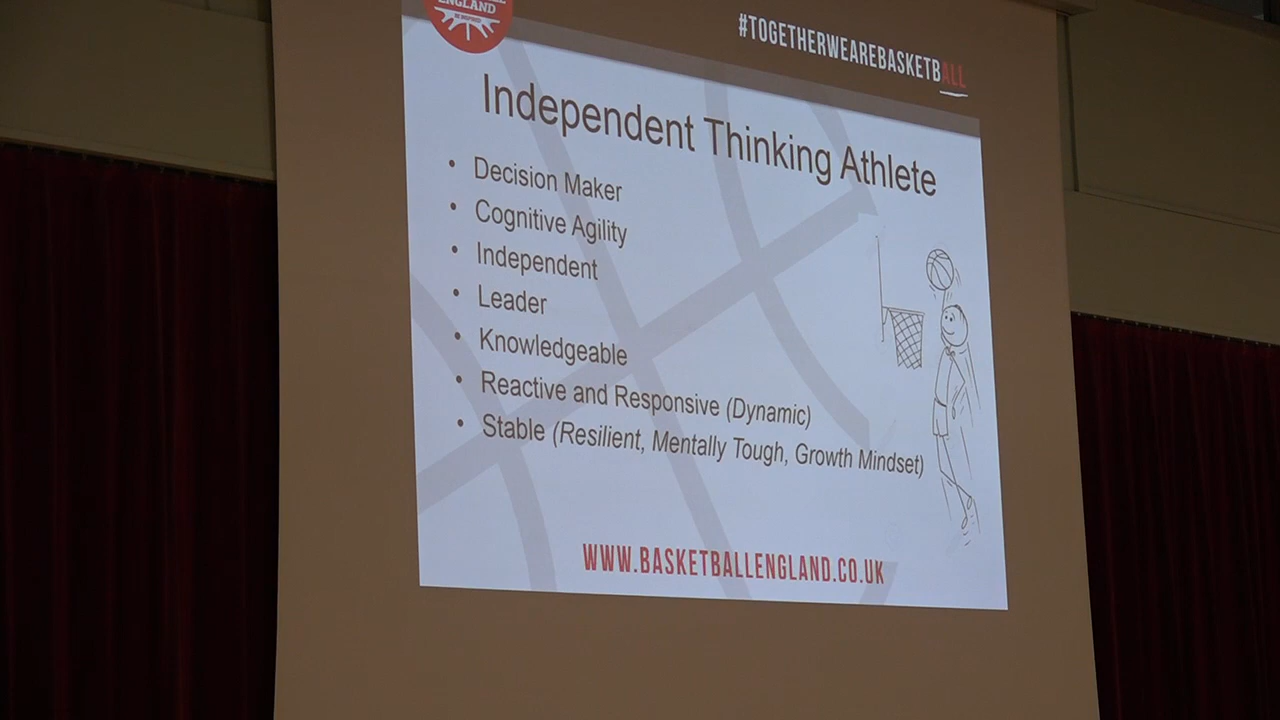 ENGLAND
#TOGETHERWEAREBASKETBALL
Independent Thinking Athlete
• Decision Maker
• Cognitive Agility
• Independent
• Leader
• Knowledgeable
• Reactive and Responsive (Dynamic)
• Stable (Resilient, Mentally Tough, Growth Mindset)
WWW.BASKETBALLENGLAND.CO.UK